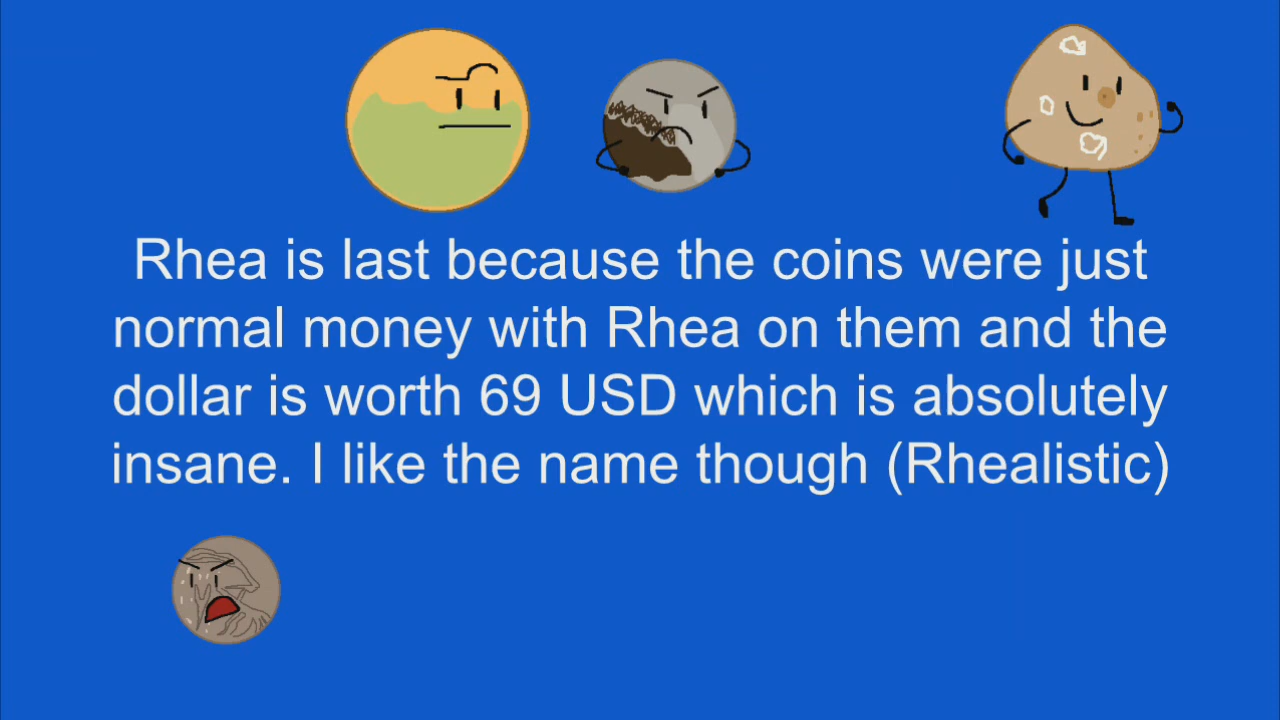 Rhea is last because the coins were just
normal money with Rhea on them and the
dollar is worth 69 USD which is absolutely
insane. I like the name though (Rhealistic)